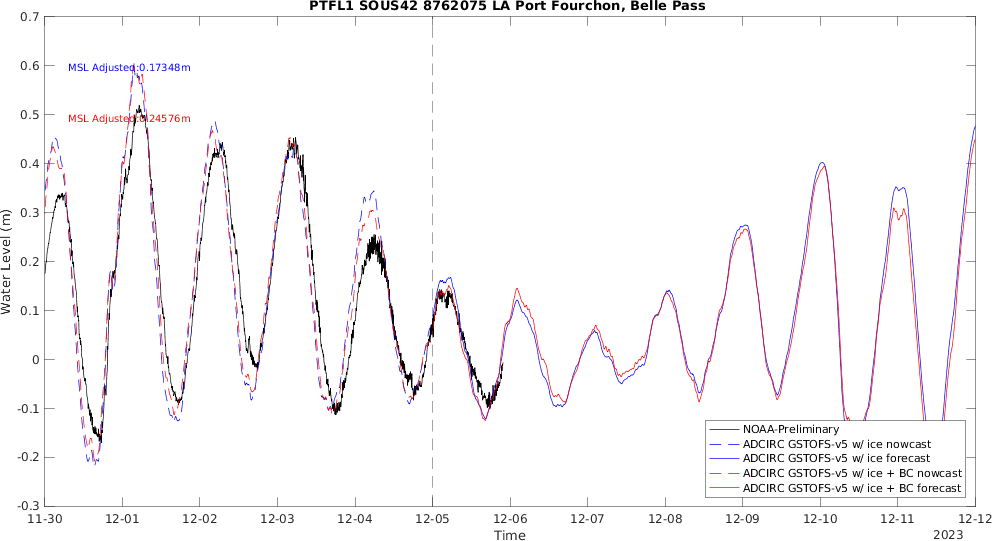 PTFL1 SOUS42 8762075 LA Port Fourchon, Belle Pass
Water Level (m)
0.7
0.6
0.5
0.4
0.3
0.2
0.1
0
-0.1
-0.2
-0.3
MSL Adjusted:0.17348m
MSL Adjusted:0.24576m
NOAA-Preliminary
ADCIRC GSTOFS-v5 w/ ice nowcast
ADCIRC GSTOFS-v5 w/ ice forecast
ADCIRC GSTOFS-v5 w/ ice + BC nowcast
ADCIRC GSTOFS-v5 w/ ice + BC forecast
11-30 12-01 12-02 12-03 12-04 12-05 12-06 12-07 12-08 12-09 12-10 12-11 12-12
Time
2023